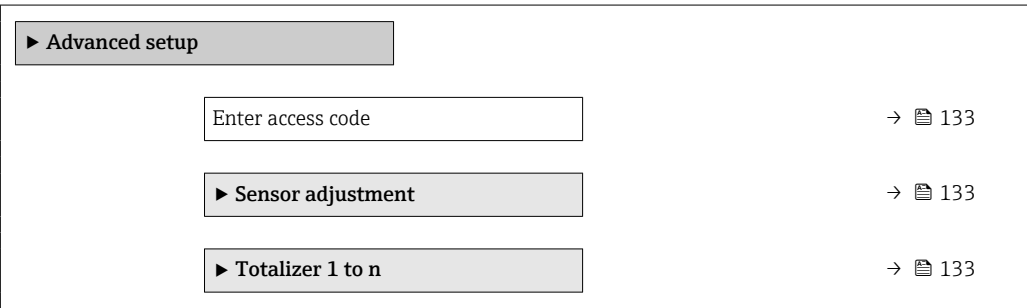 ▶ Advanced setup
Enter access code → 133
▶ Sensor adjustment → 133
▶ Totalizer 1 to n → 133